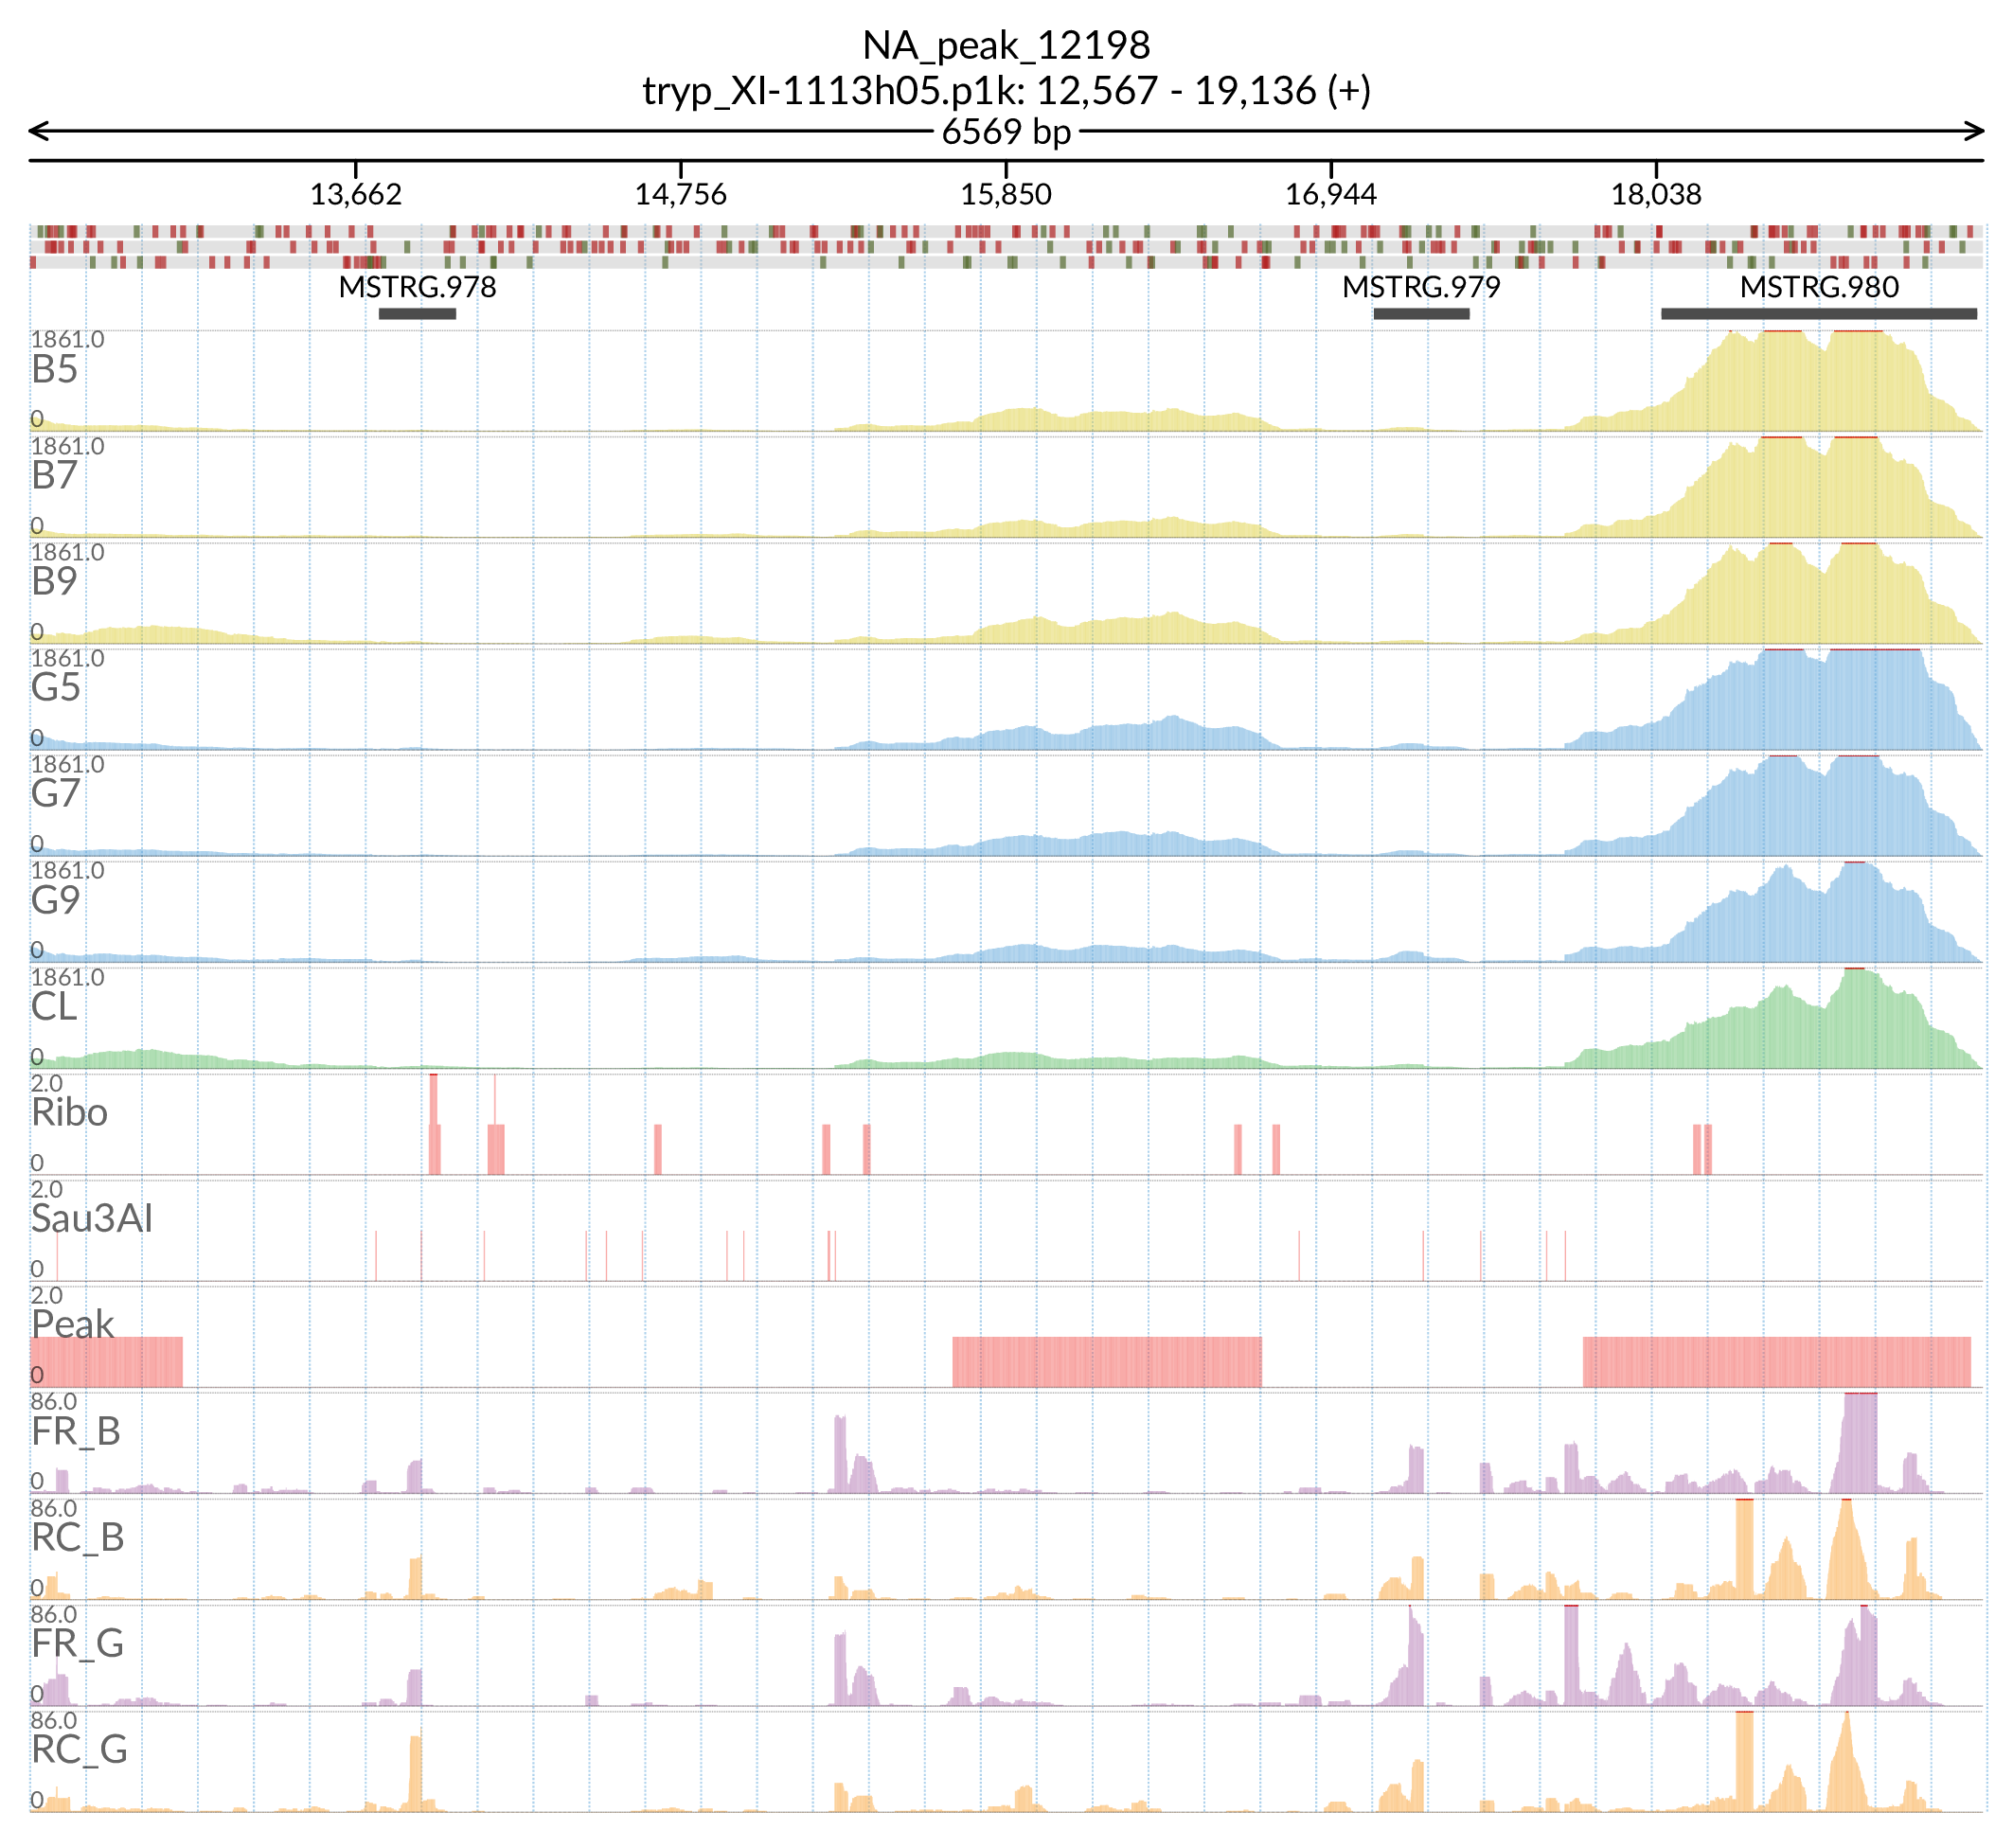 NA_peak_12198
tryp_XI-1113h05.p1k: 12,567 - 19,136 (+)
6569 bp
13,662 14,756 15,850 16,944 18,038
MSTRG.978 MSTRG.979 MSTRG.980
1861.0
B5
0
1861.0
B7
0
1861.0
B9
0
1861.0
G5
0
1861.0
G7
0
1861.0
G9
0
1861.0
CL
0
2.0
Ribo
0
2.0
Sau3AI
0
2.0
Peak
0
86.0
FR_B
0
86.0
RC_B
0
86.0
FR_G
0
86.0
RC_G
0